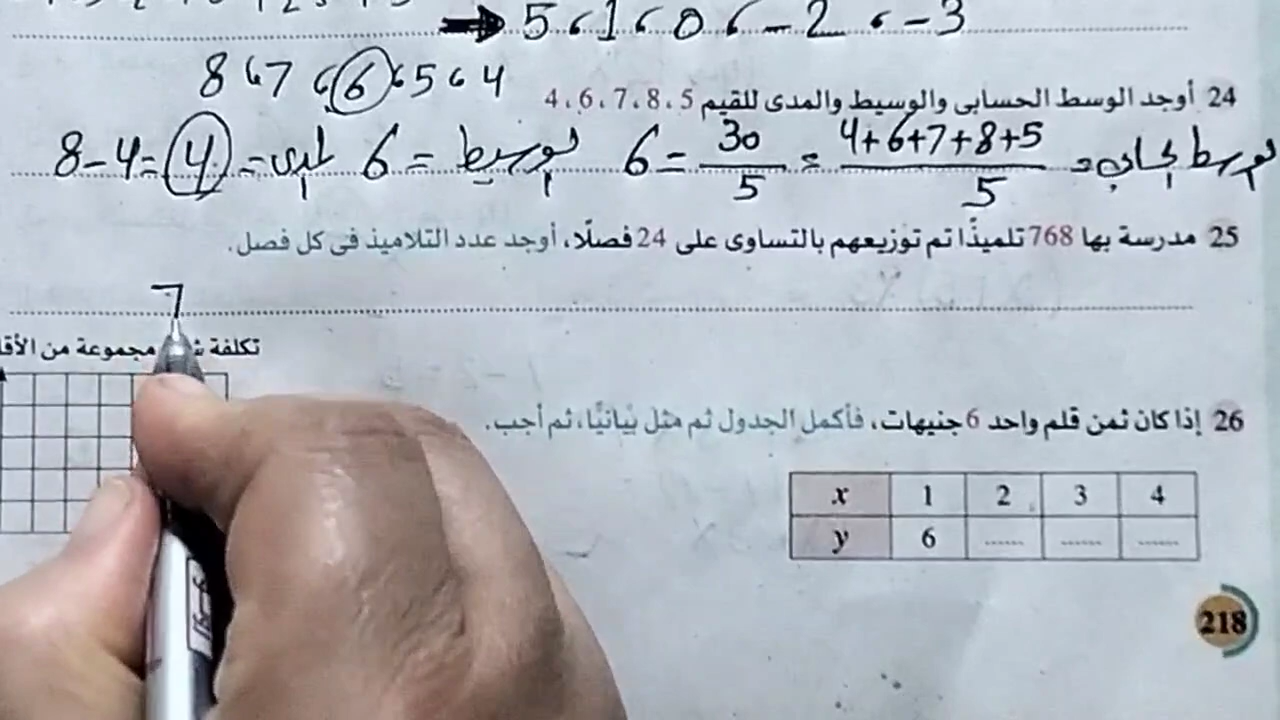 5 ، 1 ، 0 ، -2 ، -3
8 ، 7 ، 6 ، 5 ، 4
24 أوجد الوسط الحسابى والوسيط والمدى للقيم 5 ، 8 ، 7 ، 6 ، 4
الوسط الحسابى = 4+6+7+8+5 / 5 = 30 / 5 = 6 الوسيط = 6 المدى = 4 = 8-4
25 مدرسة بها 768 تلميذًا تم توزيعهم بالتساوى على 24 فصلًا، أوجد عدد التلاميذ فى كل فصل.
7
تكلفة مجموعة من
26 إذا كان ثمن قلم واحد 6 جنيهات، فأكمل الجدول ثم مثل بيانيًّا، ثم أجب.
x 1 2 3 4
y 6 ...... ...... ......
218